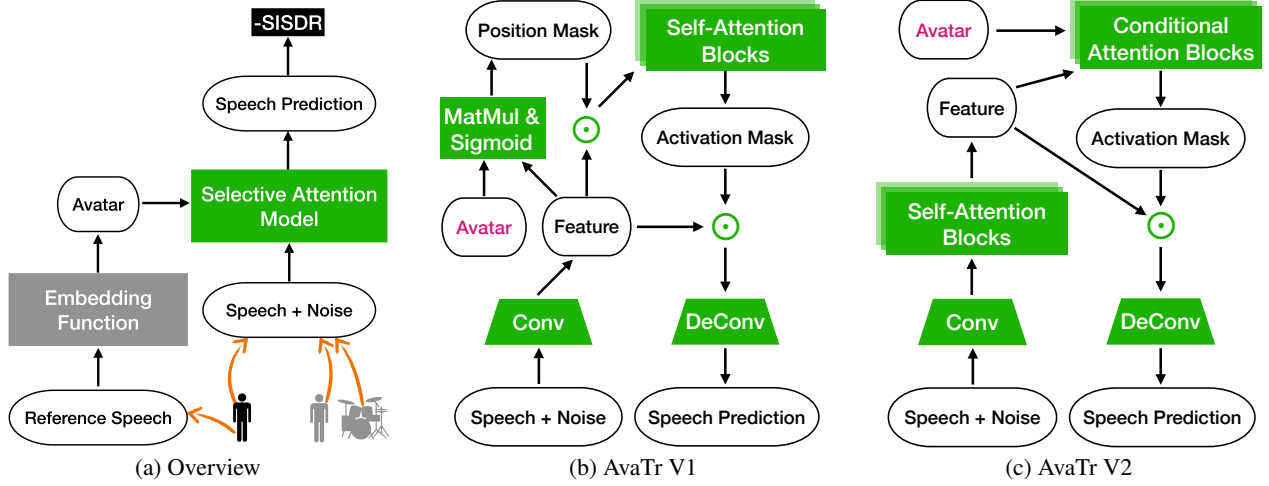 -SISDR
Speech Prediction
Avatar
Selective Attention
Model
Embedding
Function
Speech + Noise
Reference Speech
(a) Overview
Position Mask
Self-Attention
Blocks
MatMul &
Sigmoid
Activation Mask
Avatar
Feature
Conv
DeConv
Speech + Noise
Speech Prediction
(b) AvaTr V1
Avatar
Conditional
Attention Blocks
Feature
Activation Mask
Self-Attention
Blocks
Conv
DeConv
Speech + Noise
Speech Prediction
(c) AvaTr V2